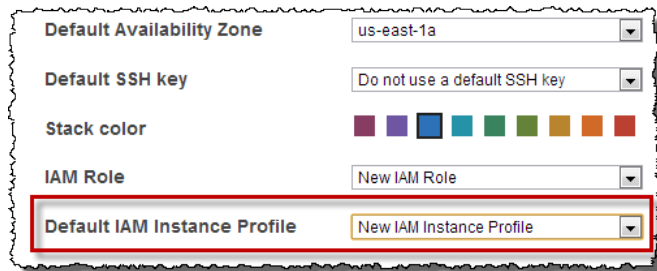 Default Availability Zone us-east-1a
Default SSH key Do not use a default SSH key
Stack color
IAM Role New IAM Role
Default IAM Instance Profile New IAM Instance Profile